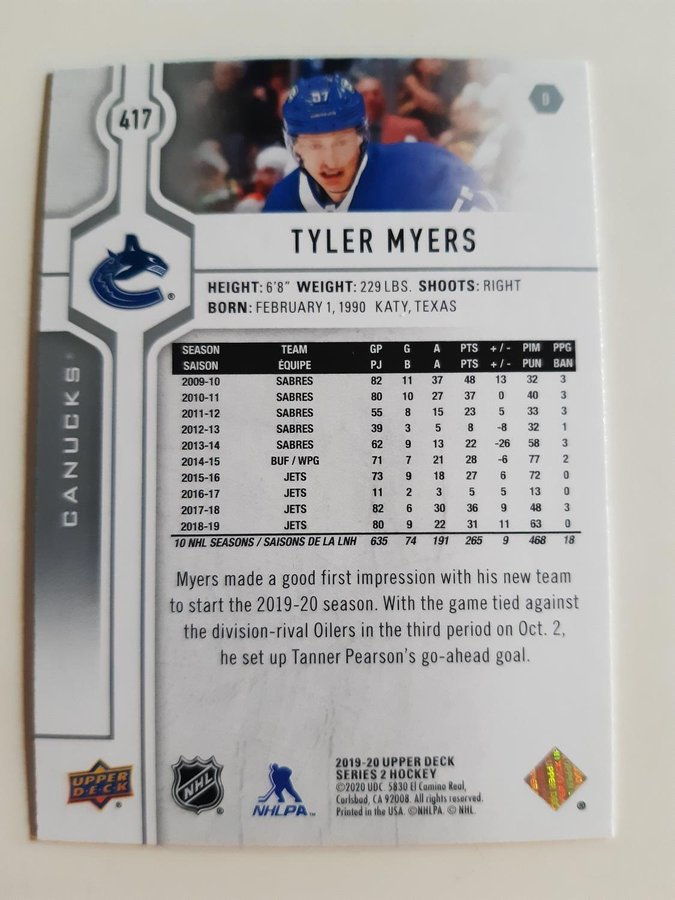 417
57
D
TYLER MYERS
HEIGHT: 6'8" WEIGHT: 229 LBS. SHOOTS: RIGHT
BORN: FEBRUARY 1, 1990 KATY, TEXAS
CANUCKS
SEASON TEAM GP G A PTS +/- PIM PPG
SAISON ÉQUIPE PJ B A PTS +/- PUN BAN
2009-10 SABRES 82 11 37 48 13 32 3
2010-11 SABRES 80 10 27 37 0 40 3
2011-12 SABRES 55 8 15 23 5 33 3
2012-13 SABRES 39 3 5 8 -8 32 1
2013-14 SABRES 62 9 13 22 -26 58 3
2014-15 BUF / WPG 71 7 21 28 -6 77 2
2015-16 JETS 73 9 18 27 6 72 0
2016-17 JETS 11 2 3 5 5 13 0
2017-18 JETS 82 6 30 36 9 48 3
2018-19 JETS 80 9 22 31 11 63 0
10 NHL SEASONS / SAISONS DE LA LNH 635 74 191 265 9 468 18
Myers made a good first impression with his new team
to start the 2019-20 season. With the game tied against
the division-rival Oilers in the third period on Oct. 2,
he set up Tanner Pearson's go-ahead goal.
UPPER
DECK
®
NHL
®
NHLPA™
2019-20 UPPER DECK
SERIES 2 HOCKEY
©2020 UDC 5830 El Camino Real,
Carlsbad, CA 92008. All rights reserved.
Printed in the USA. ©NHLPA. © NHL.
®